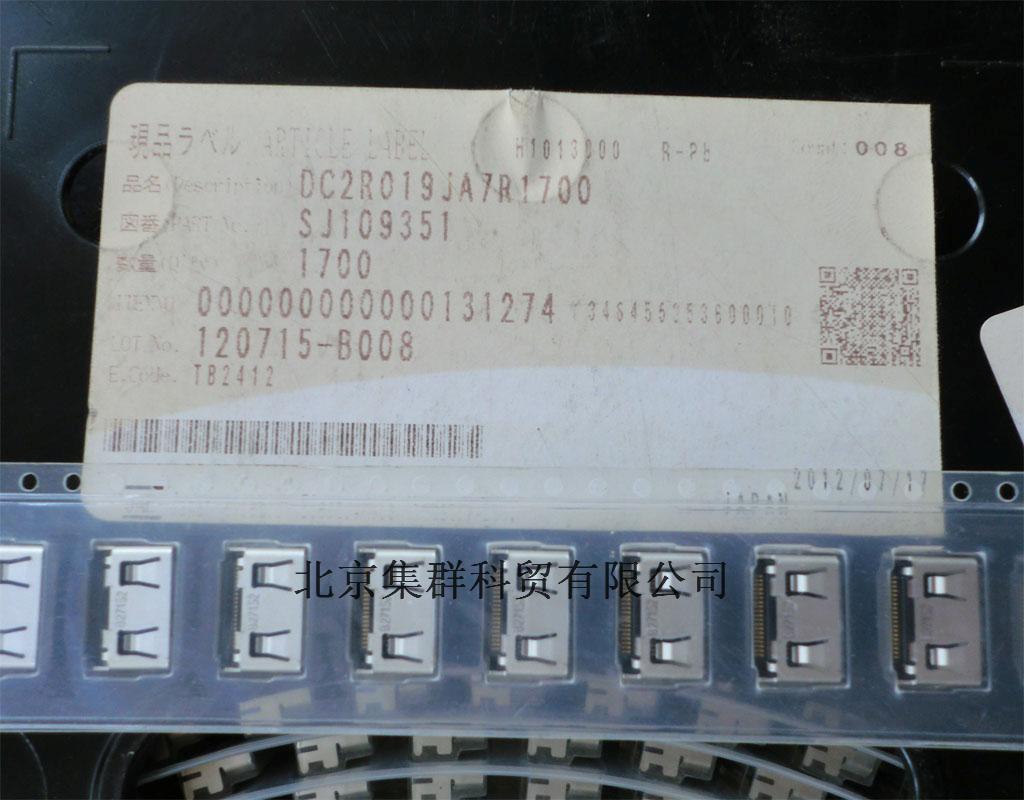 現品ラベル ARTICLE LABEL H1013000 R-Pb 008
品名(Description) DC2R019JA7R1700
図番(PART No.) SJ109351
数量(Q'ty) 1700
000000000000131274
LOT No. 120715-B008
E.Code. TB2412
2012/07/17
JAPAN
北京集群科贸有限公司